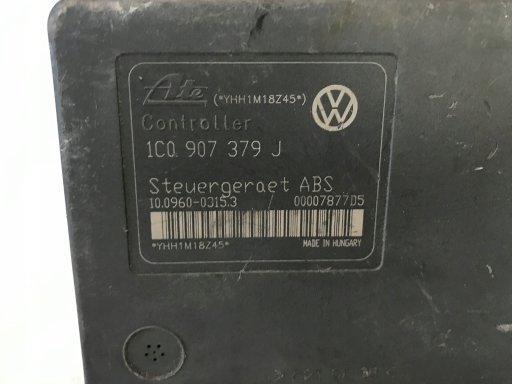 Ate (*YHH1M18Z45*)
Controller
1C0 907 379 J
Steuergeraet ABS
10.0960-0315.3 00007877D5
*YHH1M18Z45* MADE IN HUNGARY